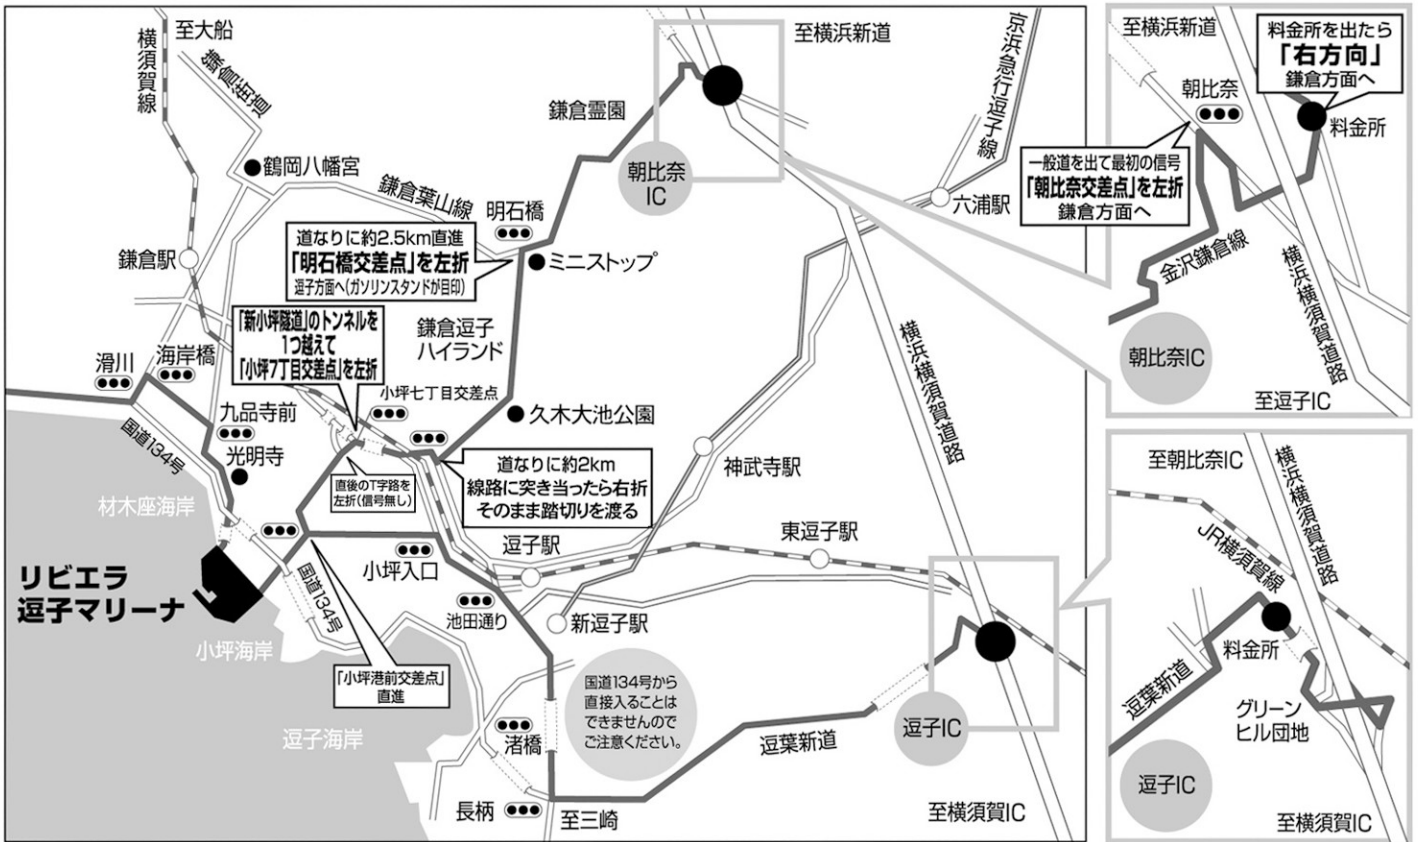 至大船
横須賀線
鎌倉街道
鶴岡八幡宮
鎌倉駅
鎌倉葉山線
明石橋
道なりに約2.5km直進
「明石橋交差点」を左折
逗子方面へ(ガソリンスタンドが目印)
ミニストップ
鎌倉霊園
朝比奈
IC
至横浜新道
京浜急行逗子線
六浦駅
「新小坪隧道」のトンネルを
1つ越えて
「小坪7丁目交差点」を左折
鎌倉逗子
ハイランド
滑川
海岸橋
小坪七丁目交差点
久木大池公園
九品寺前
国道134号
光明寺
直後のT字路を
左折(信号無し)
道なりに約2km
線路に突き当ったら右折
そのまま踏切りを渡る
神武寺駅
横浜横須賀道路
材木座海岸
リビエラ
逗子マリーナ
小坪入口
逗子駅
東逗子駅
国道134号
池田通り
新逗子駅
小坪海岸
「小坪港前交差点」
直進
逗子海岸
国道134号から
直接入ることは
できませんので
ご注意ください。
渚橋
長柄
至三崎
逗葉新道
逗子IC
至横須賀IC
至横浜新道
料金所を出たら
「右方向」
鎌倉方面へ
朝比奈
料金所
一般道を出て最初の信号
「朝比奈交差点」を左折
鎌倉方面へ
金沢鎌倉線
横浜横須賀道路
朝比奈IC
至逗子IC
至朝比奈IC
横浜横須賀道路
JR横須賀線
料金所
逗葉新道
グリーン
ヒル団地
逗子IC
至横須賀IC